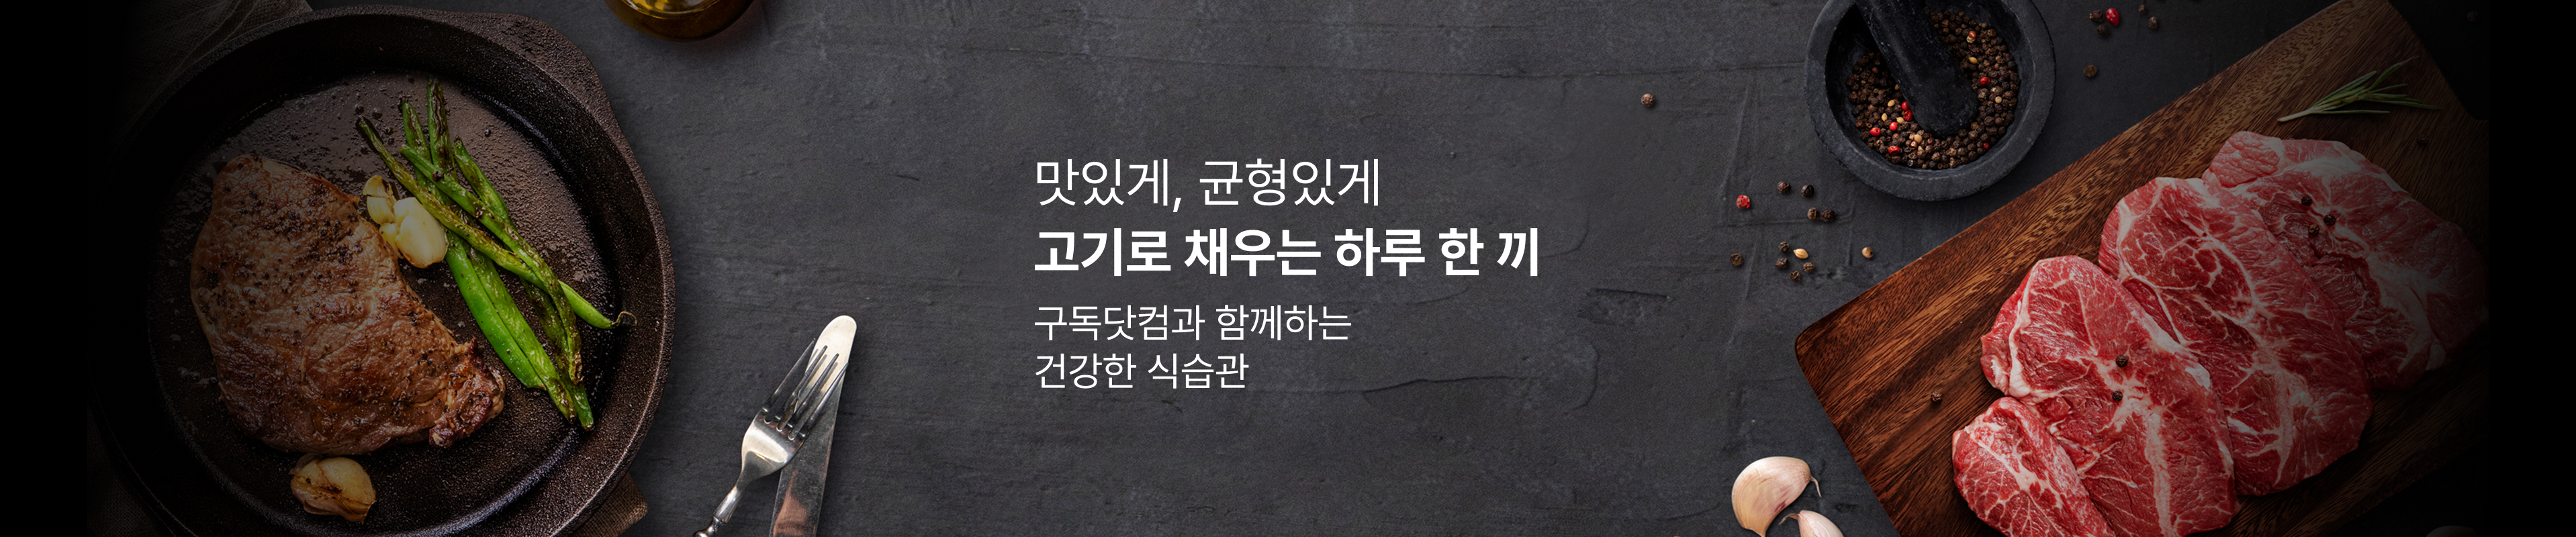 맛있게, 균형있게
고기로 채우는 하루 한 끼
구독닷컴과 함께하는
건강한 식습관